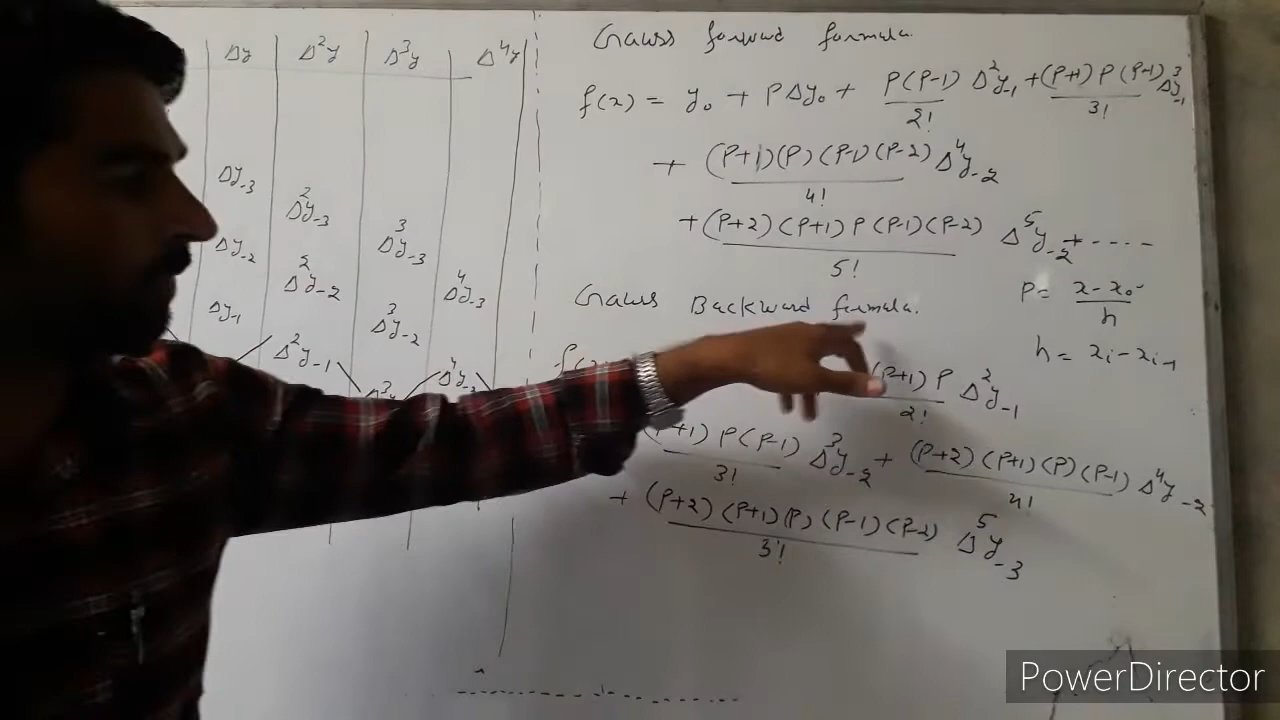 Δy Δ²y Δ³y Δ⁴y
Δy₋₃
Δ²y₋₃
Δy₋₂ Δ³y₋₃
Δ²y₋₂ Δ⁴y₋₃
Δy₋₁ Δ³y₋₂
Δ²y₋₁
Gauss forward formula.
f(x) = y₀ + PΔy₀ + P(P-1)/2! Δ²y₋₁ + (P+1) P (P-1)/3! Δ³y₋₁
+ (P+1)(P)(P-1)(P-2)/4! Δ⁴y₋₂
+ (P+2)(P+1) P (P-1)(P-2)/5! Δ⁵y₋₂ + ----
P = x - x₀/h
h = xᵢ - xᵢ₋₁
Gauss Backward formula.
(P+1) P/2! Δ²y₋₁
P(P-1)/3! Δ³y₋₂ + (P+2)(P+1)(P)(P-1)/4! Δ⁴y₋₂
+ (P+2)(P+1)(P)(P-1)(P-2)/3! Δ⁵y₋₃
PowerDirector